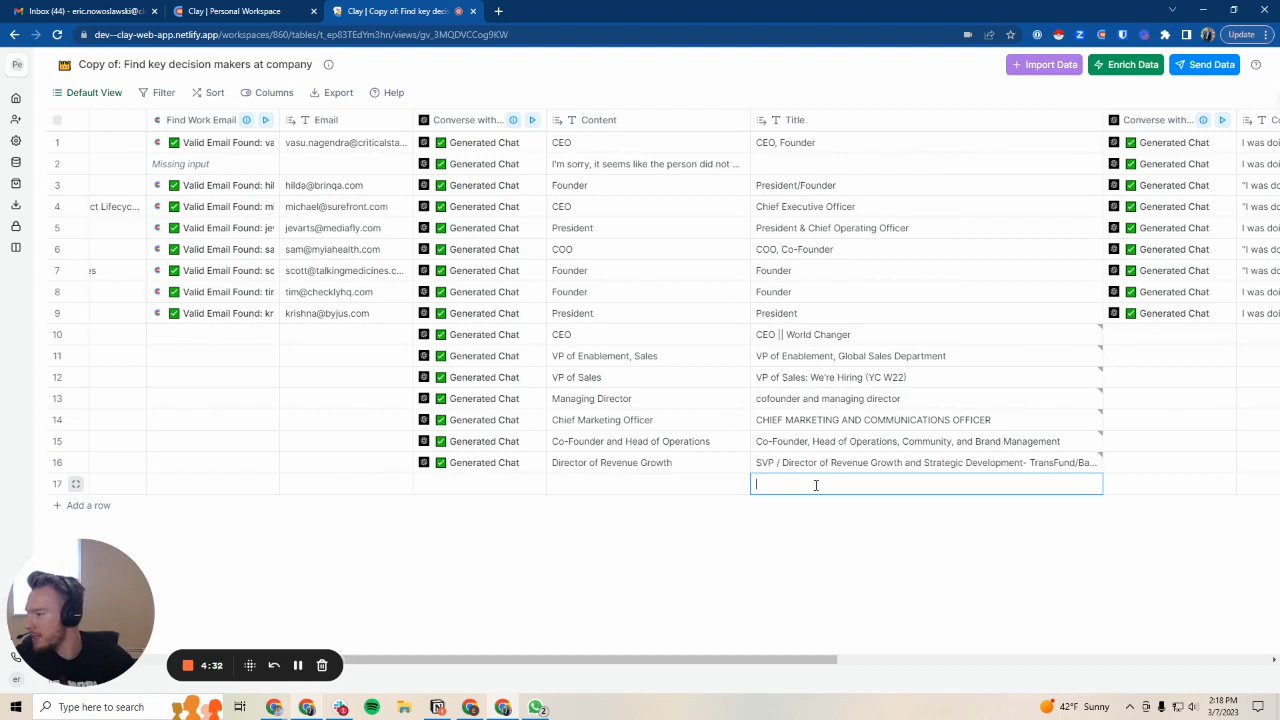 Inbox (44) - eric.nowoslawski@cl
Clay | Personal Workspace
Clay | Copy of: Find key deci
dev--clay-web-app.netlify.app/workspaces/860/tables/t_ep83TEdYm3hn/views/gv_3MQDVCCog9KW
Update
Pe
Copy of: Find key decision makers at company
Import Data
Enrich Data
Send Data
Default View Filter Sort Columns Export Help
Find Work Email Email Converse with... Content Title Converse with...
1 Valid Email Found: va vasu.nagendra@criticalsta... Generated Chat CEO CEO, Founder Generated Chat I was doi
2 Missing input Generated Chat I'm sorry, it seems like the person did not ... Generated Chat I was doi
3 Valid Email Found: hil hilda@brinqa.com Generated Chat Founder President/Founder Generated Chat "I was do
4 ct Lifecyc... Valid Email Found: mi michael@surefront.com Generated Chat CEO Chief Executive Officer Generated Chat "I was do
5 Valid Email Found: jev jevarts@mediafly.com Generated Chat President President & Chief Operating Officer Generated Chat "I was do
6 Valid Email Found: sa sam@myiahealth.com Generated Chat COO COO, Co-Founder Generated Chat "I was do
7 es Valid Email Found: sc scott@talkingmedicines.c... Generated Chat Founder Founder Generated Chat "I was do
8 Valid Email Found: tir tim@checklyhq.com Generated Chat Founder Founder Generated Chat I was doi
9 Valid Email Found: kr krishna@byjus.com Generated Chat President President Generated Chat I was doi
10 Generated Chat CEO CEO || World Changer
11 Generated Chat VP of Enablement, Sales VP of Enablement, Global Sales Department
12 Generated Chat VP of Sales VP of Sales: We're Hiring (YC W22)
13 Generated Chat Managing Director cofounder and managing director
14 Generated Chat Chief Marketing Officer CHIEF MARKETING AND COMMUNICATIONS OFFICER
15 Generated Chat Co-Founder and Head of Operations Co-Founder, Head of Operations, Community, and Brand Management
16 Generated Chat Director of Revenue Growth SVP / Director of Revenue Growth and Strategic Development- TransFund/Ba...
17
Add a row
er
4:32
Type here to search
42°F Sunny
2:18 PM
3/7/2023